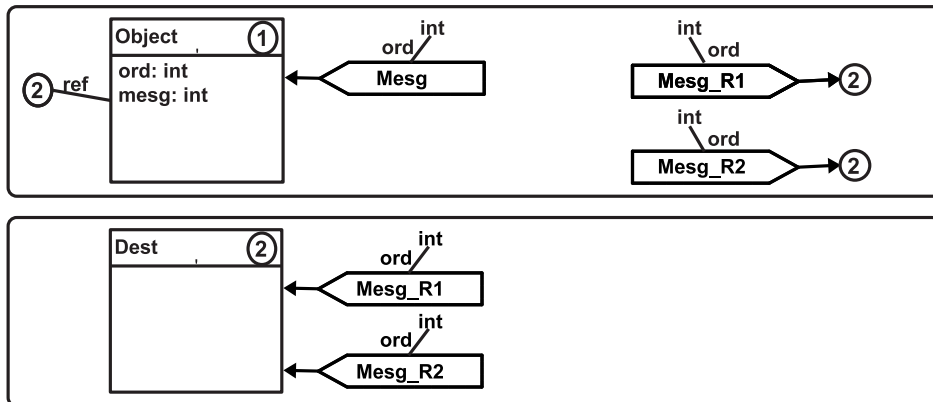 int int
Object 1 ord ord
2 ref ord: int Mesg Mesg_R1 2
mesg: int
int
ord
Mesg_R2 2
Dest 2 int
ord
Mesg_R1
int
ord
Mesg_R2